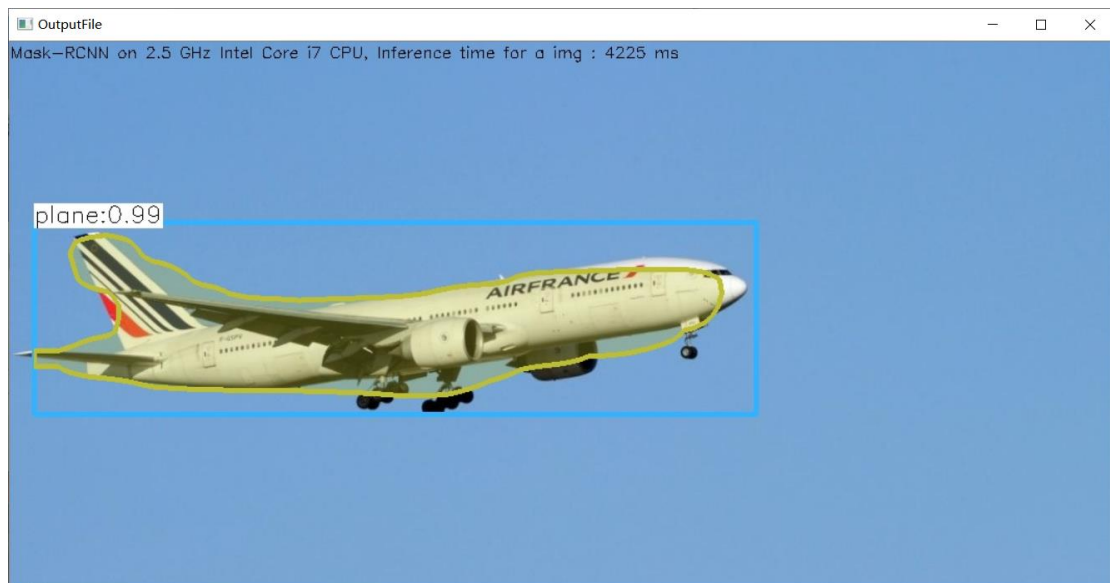 OutputFile
Mask-RCNN on 2.5 GHz Intel Core i7 CPU, Inference time for a img : 4225 ms
plane:0.99
AIRFRANCE